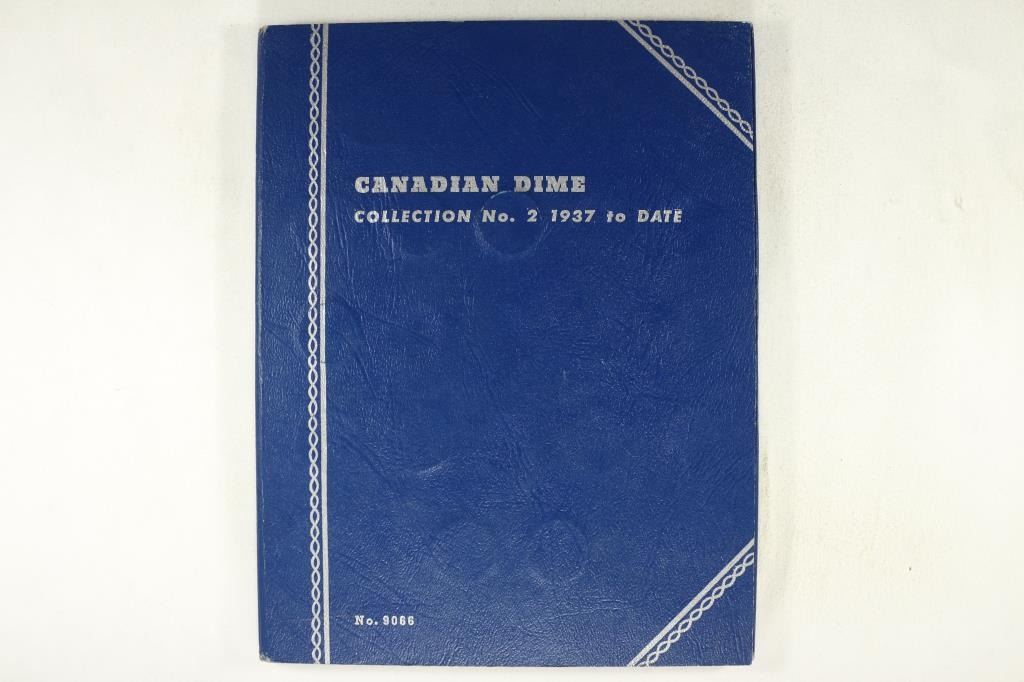 CANADIAN DIME
COLLECTION No. 2 1937 to DATE
No. 9066